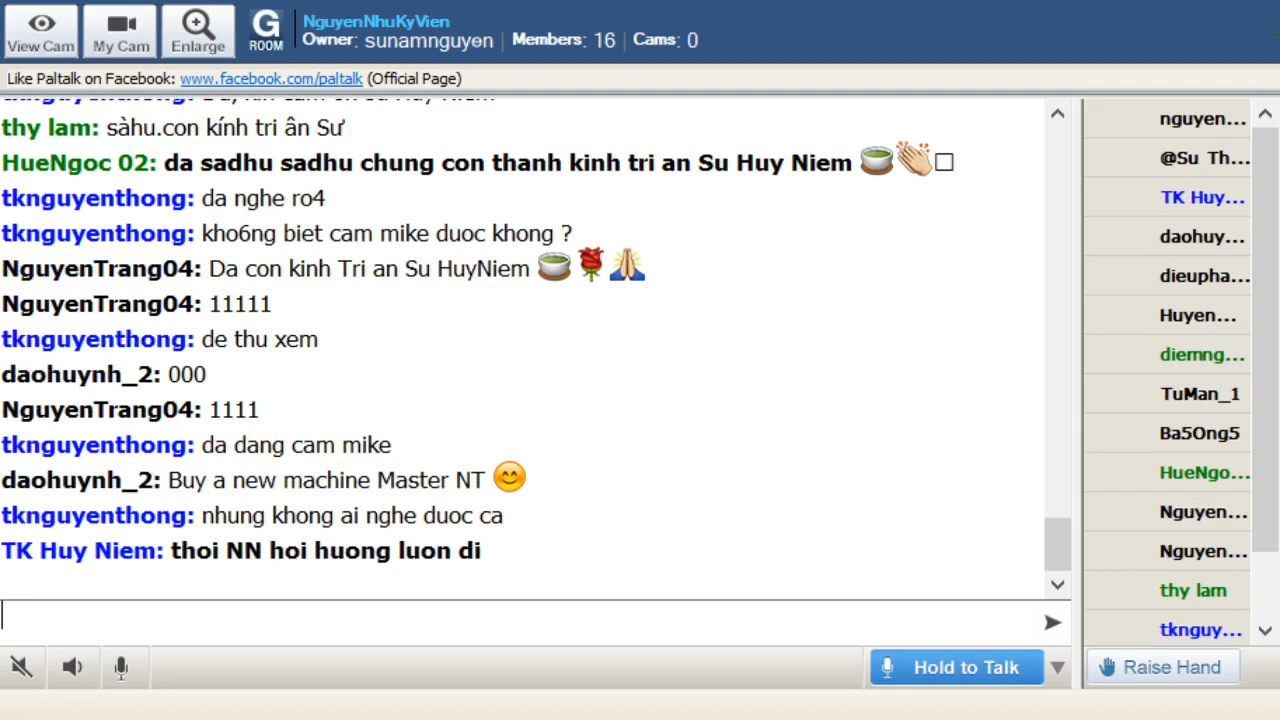 View Cam
My Cam
Enlarge
G
ROOM
NguyenNhuKyVien
Owner: sunamnguyen | Members: 16 | Cams: 0
Like Paltalk on Facebook: www.facebook.com/paltalk (Official Page)
thy lam: sàhu.con kính tri ân Sư
HueNgoc 02: da sadhu sadhu chung con thanh kinh tri an Su Huy Niem 🍵👏🏻□
tknguyenthong: da nghe ro4
tknguyenthong: kho6ng biet cam mike duoc khong ?
NguyenTrang04: Da con kinh Tri an Su HuyNiem 🍵🌹🙏🏻
NguyenTrang04: 11111
tknguyenthong: de thu xem
daohuynh_2: 000
NguyenTrang04: 1111
tknguyenthong: da dang cam mike
daohuynh_2: Buy a new machine Master NT 😊
tknguyenthong: nhung khong ai nghe duoc ca
TK Huy Niem: thoi NN hoi huong luon di
nguyen...
@Su Th...
TK Huy...
daohuy...
dieupha...
Huyen...
diemng...
TuMan_1
Ba5Ong5
HueNgo...
Nguyen...
Nguyen...
thy lam
tknguy...
Hold to Talk
Raise Hand